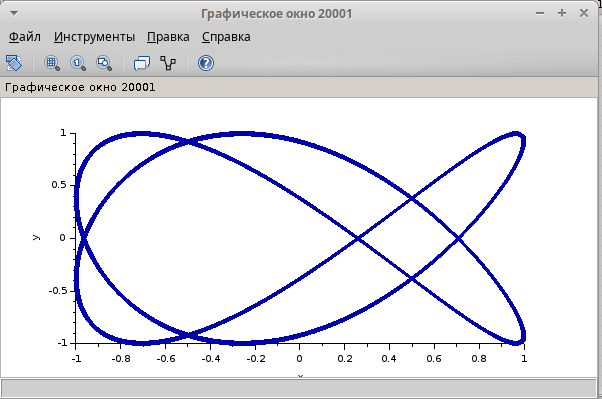 Графическое окно 20001
Файл Инструменты Правка Справка
Графическое окно 20001
1
0.5
y
0
-0.5
-1
-1 -0.8 -0.6 -0.4 -0.2 0 0.2 0.4 0.6 0.8 1